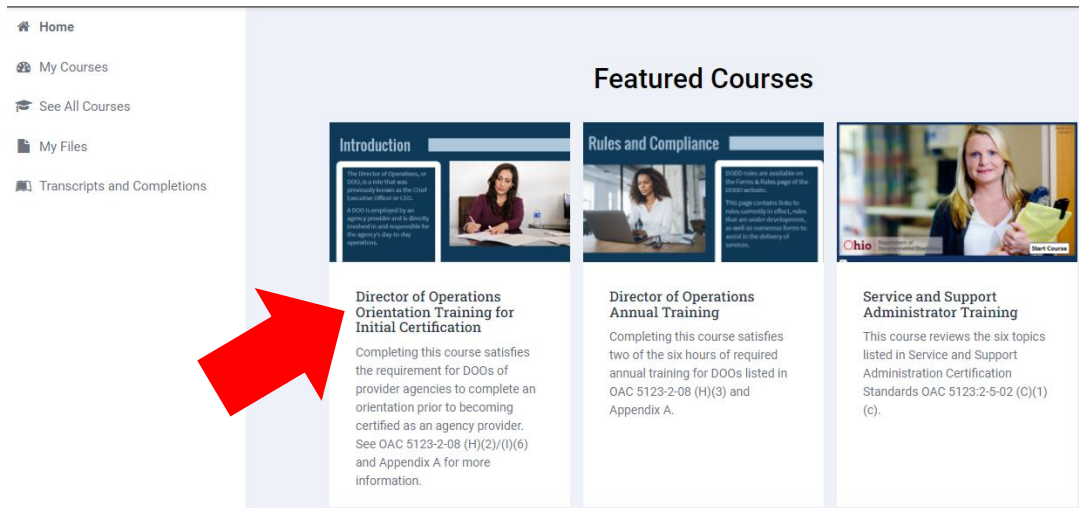 Home
My Courses
See All Courses
My Files
Transcripts and Completions
Featured Courses
Introduction
The Director of Operations, or
DOO, is a role that was
previously known as the Chief
Executive Officer or CEO.
A DOO is employed by an
agency provider and is directly
involved in and responsible for
the agency's day-to-day
operations.
Director of Operations
Orientation Training for
Initial Certification
Completing this course satisfies
the requirement for DOOs of
provider agencies to complete an
orientation prior to becoming
certified as an agency provider.
See OAC 5123-2-08 (H)(2)/(I)(6)
and Appendix A for more
information.
Rules and Compliance
DODD rules are available on
the Forms & Rules page of the
DODD website.
This page contains links to
rules currently in effect, rules
that are under development,
as well as numerous forms to
assist in the delivery of
services.
Director of Operations
Annual Training
Completing this course satisfies
two of the six hours of required
annual training for DOOs listed in
OAC 5123-2-08 (H)(3) and
Appendix A.
Ohio
Department of
Developmental Disabilities
Start Course
Service and Support
Administrator Training
This course reviews the six topics
listed in Service and Support
Administration Certification
Standards OAC 5123:2-5-02 (C)(1)
(c).